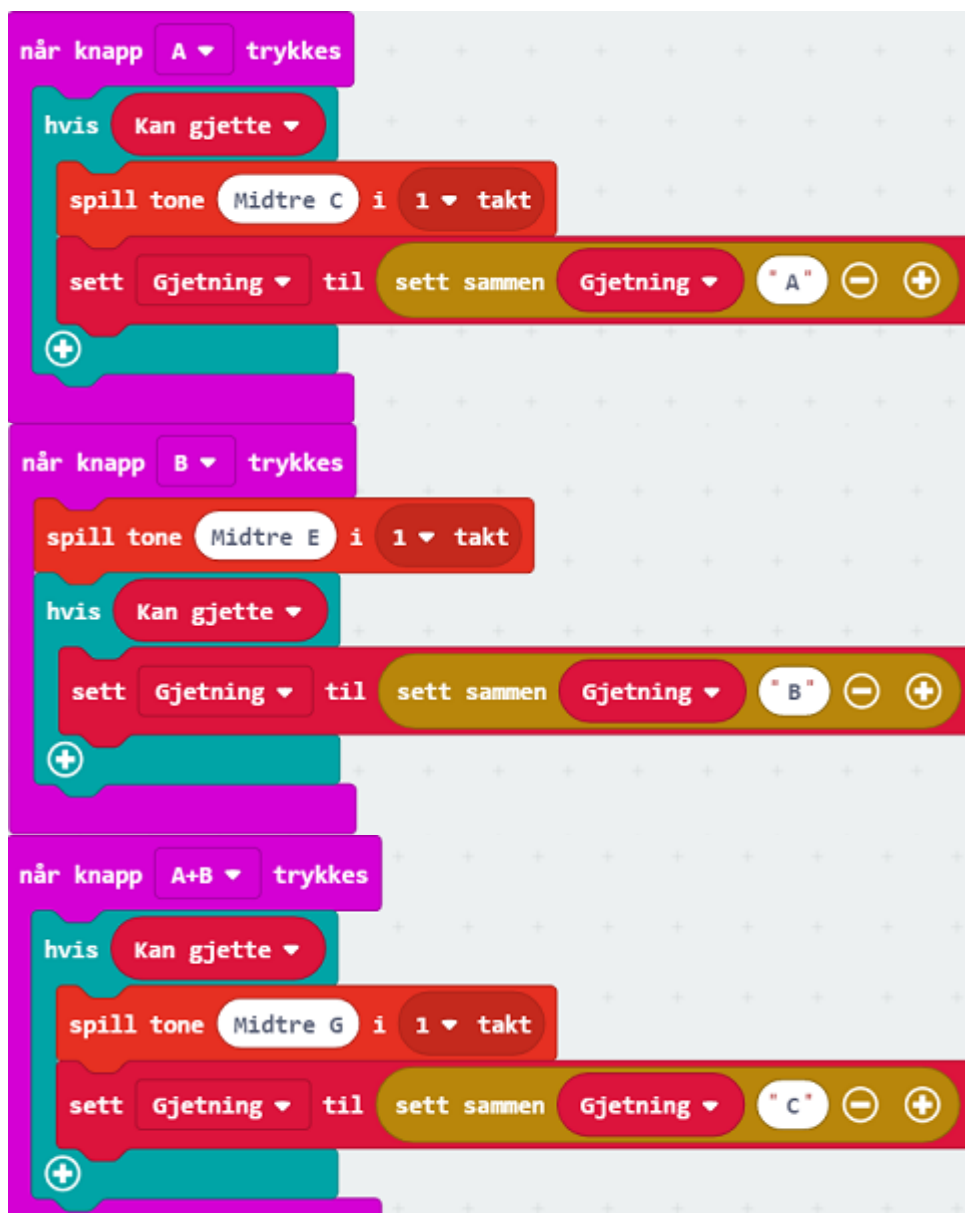 når knapp A trykkes
hvis Kan gjette
spill tone Midtre C i 1 takt
sett Gjetning til sett sammen Gjetning "A"
når knapp B trykkes
spill tone Midtre E i 1 takt
hvis Kan gjette
sett Gjetning til sett sammen Gjetning "B"
når knapp A+B trykkes
hvis Kan gjette
spill tone Midtre G i 1 takt
sett Gjetning til sett sammen Gjetning "C"